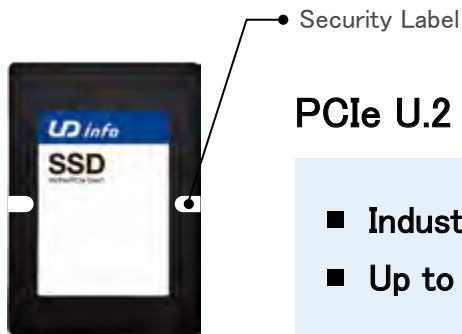 Security Label
UD info
SSD
PCIe U.2
■ Indust
■ Up to